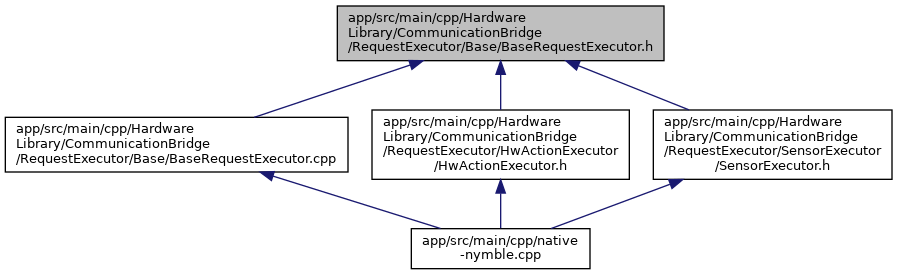 app/src/main/cpp/Hardware
Library/CommunicationBridge
/RequestExecutor/Base/BaseRequestExecutor.h
app/src/main/cpp/Hardware
Library/CommunicationBridge
/RequestExecutor/Base/BaseRequestExecutor.cpp
app/src/main/cpp/Hardware
Library/CommunicationBridge
/RequestExecutor/HwActionExecutor
/HwActionExecutor.h
app/src/main/cpp/Hardware
Library/CommunicationBridge
/RequestExecutor/SensorExecutor
/SensorExecutor.h
app/src/main/cpp/native
-nymble.cpp